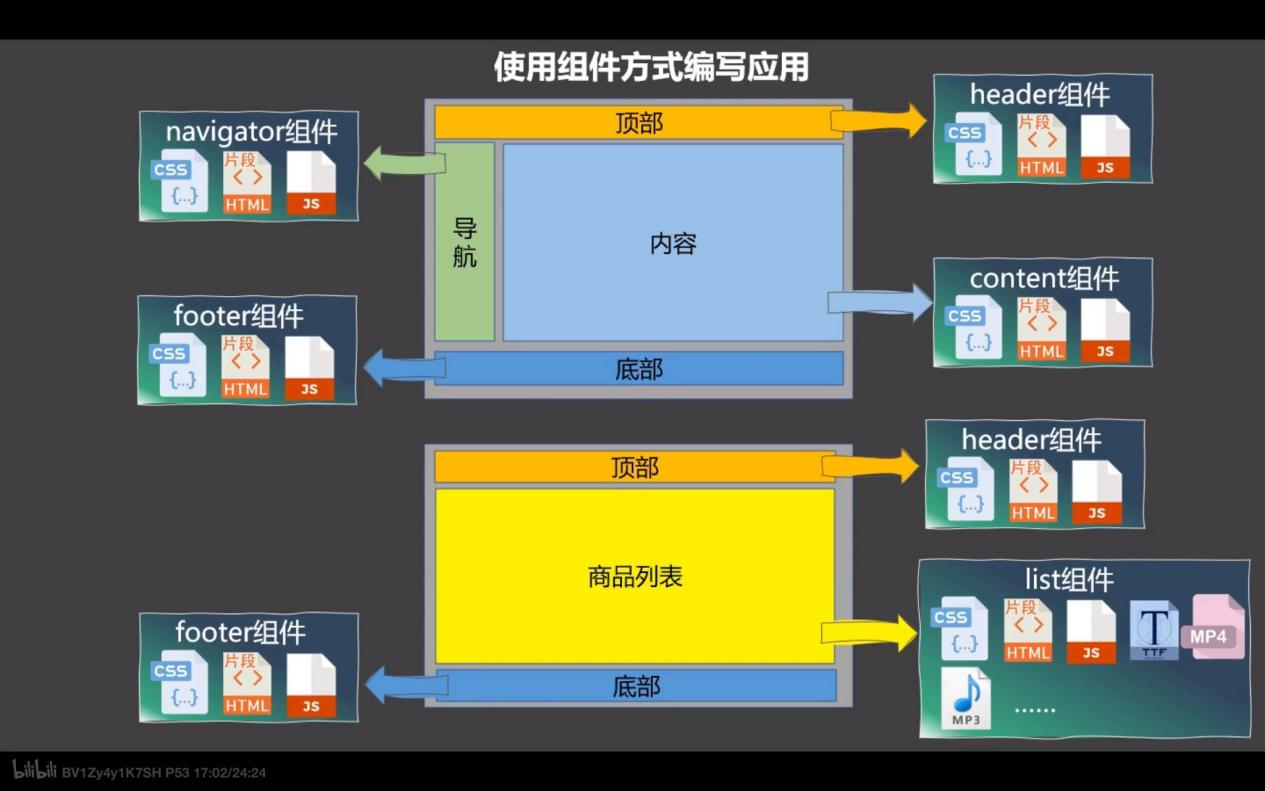 使用组件方式编写应用
navigator组件
CSS
{...}
片段
< >
HTML
JS
顶部
header组件
CSS
{...}
片段
< >
HTML
JS
导
航
内容
footer组件
CSS
{...}
片段
< >
HTML
JS
content组件
CSS
{...}
片段
< >
HTML
JS
底部
顶部
header组件
CSS
{...}
片段
< >
HTML
JS
商品列表
list组件
CSS
{...}
片段
< >
HTML
JS
T
TTF
MP4
MP3
......
footer组件
CSS
{...}
片段
< >
HTML
JS
底部
bilibili BV1Zy4y1K7SH P53 17:02/24:24